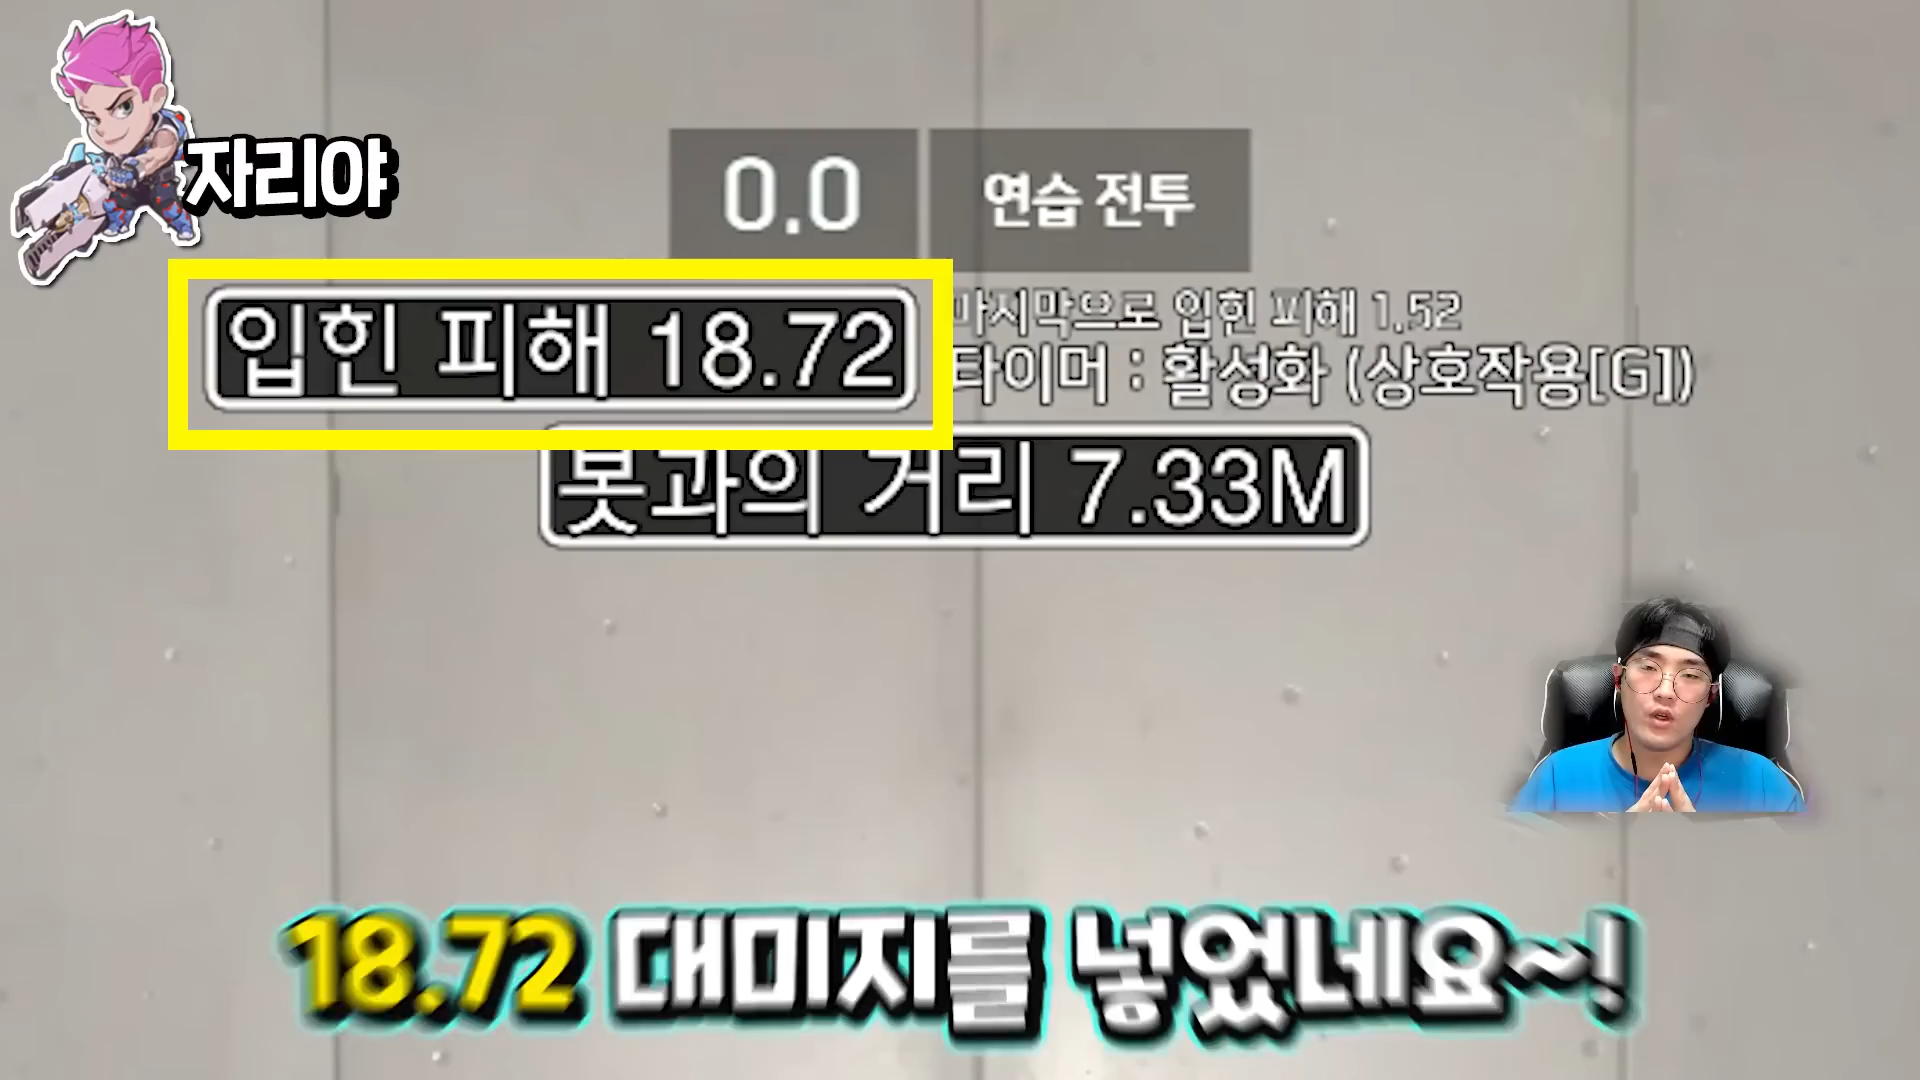 자리야
0.0
연습 전투
입힌 피해 18.72
마지막으로 입힌 피해 1.52
타이머 : 활성화 (상호작용[G])
봇과의 거리 7.33M
18.72 대미지를 넣었네요~!